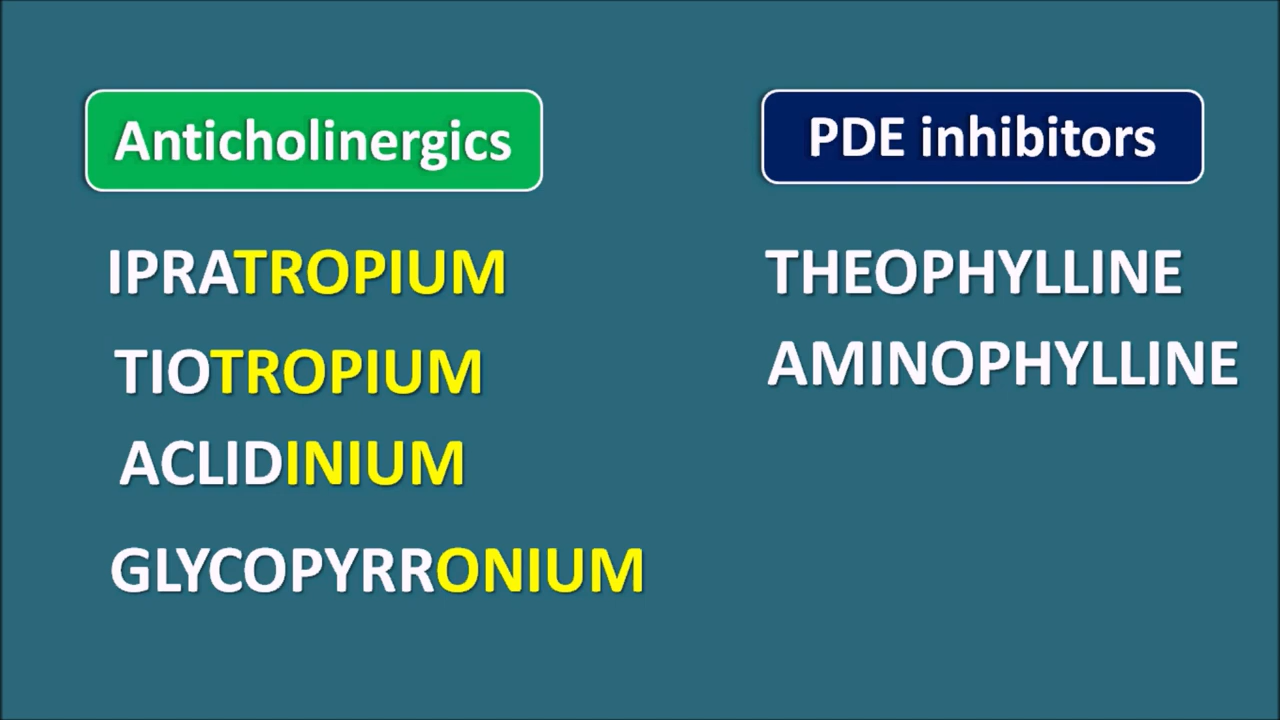 Anticholinergics
IPRATROPIUM
TIOTROPIUM
ACLIDINIUM
GLYCOPYRRONIUM
PDE inhibitors
THEOPHYLLINE
AMINOPHYLLINE